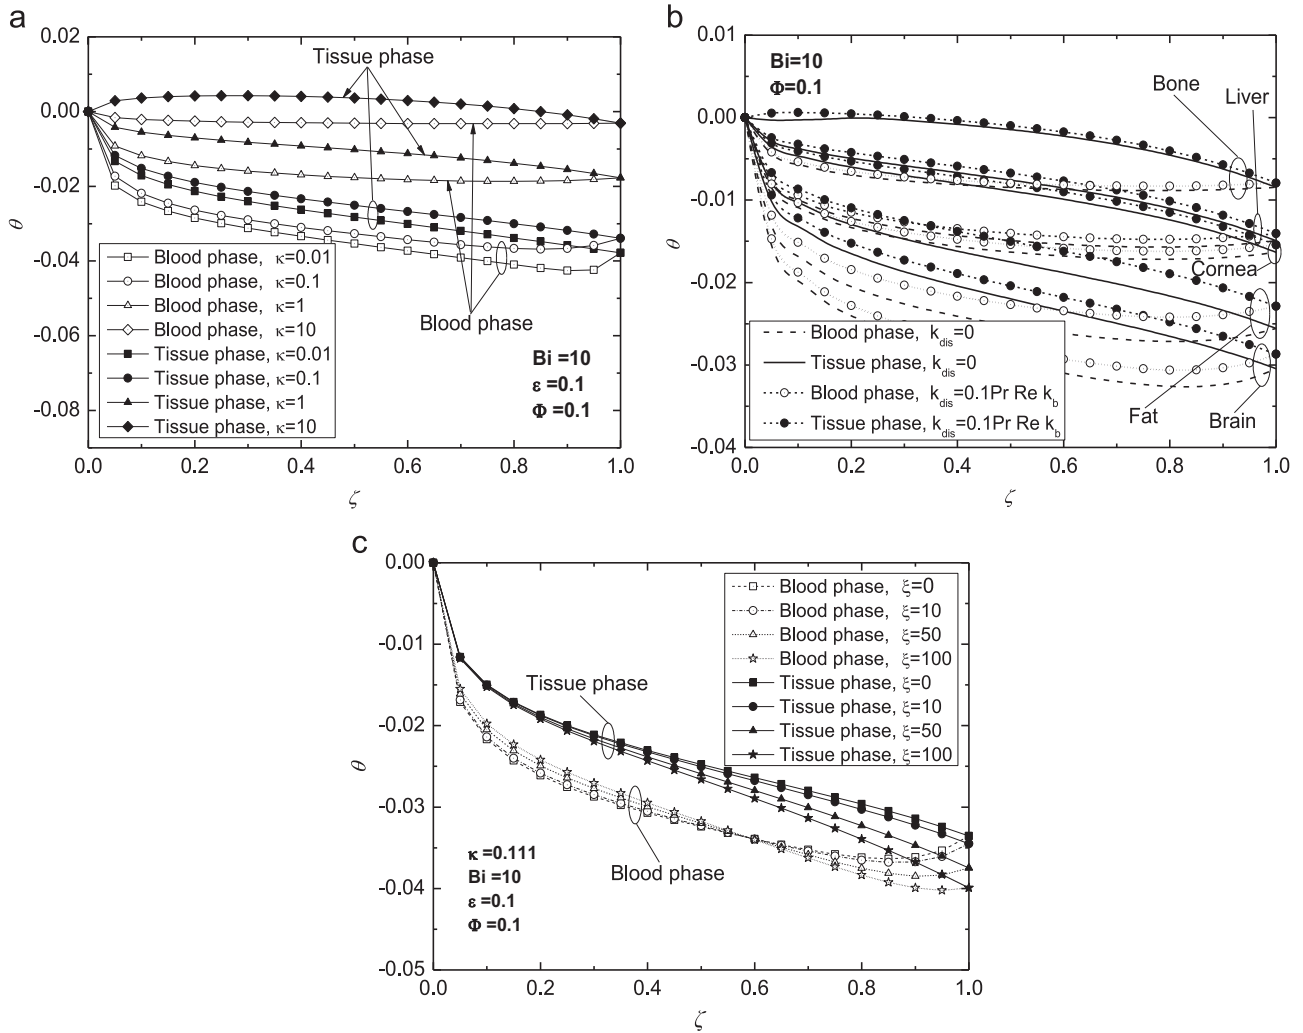 a
0.02
0.00
-0.02
-0.04
-0.06
-0.08
θ
Tissue phase
Blood phase
Blood phase, κ=0.01
Blood phase, κ=0.1
Blood phase, κ=1
Blood phase, κ=10
Tissue phase, κ=0.01
Tissue phase, κ=0.1
Tissue phase, κ=1
Tissue phase, κ=10
Bi =10
ε =0.1
Φ =0.1
0.0 0.2 0.4 0.6 0.8 1.0
ζ
b
0.01
0.00
-0.01
-0.02
-0.03
-0.04
θ
Bi=10
Φ=0.1
Bone
Liver
Cornea
Fat
Brain
Blood phase, k_dis=0
Tissue phase, k_dis=0
Blood phase, k_dis=0.1Pr Re k_b
Tissue phase, k_dis=0.1Pr Re k_b
0.0 0.2 0.4 0.6 0.8 1.0
ζ
c
0.00
-0.01
-0.02
-0.03
-0.04
-0.05
θ
Tissue phase
Blood phase
Blood phase, ξ=0
Blood phase, ξ=10
Blood phase, ξ=50
Blood phase, ξ=100
Tissue phase, ξ=0
Tissue phase, ξ=10
Tissue phase, ξ=50
Tissue phase, ξ=100
κ =0.111
Bi =10
ε =0.1
Φ =0.1
0.0 0.2 0.4 0.6 0.8 1.0
ζ